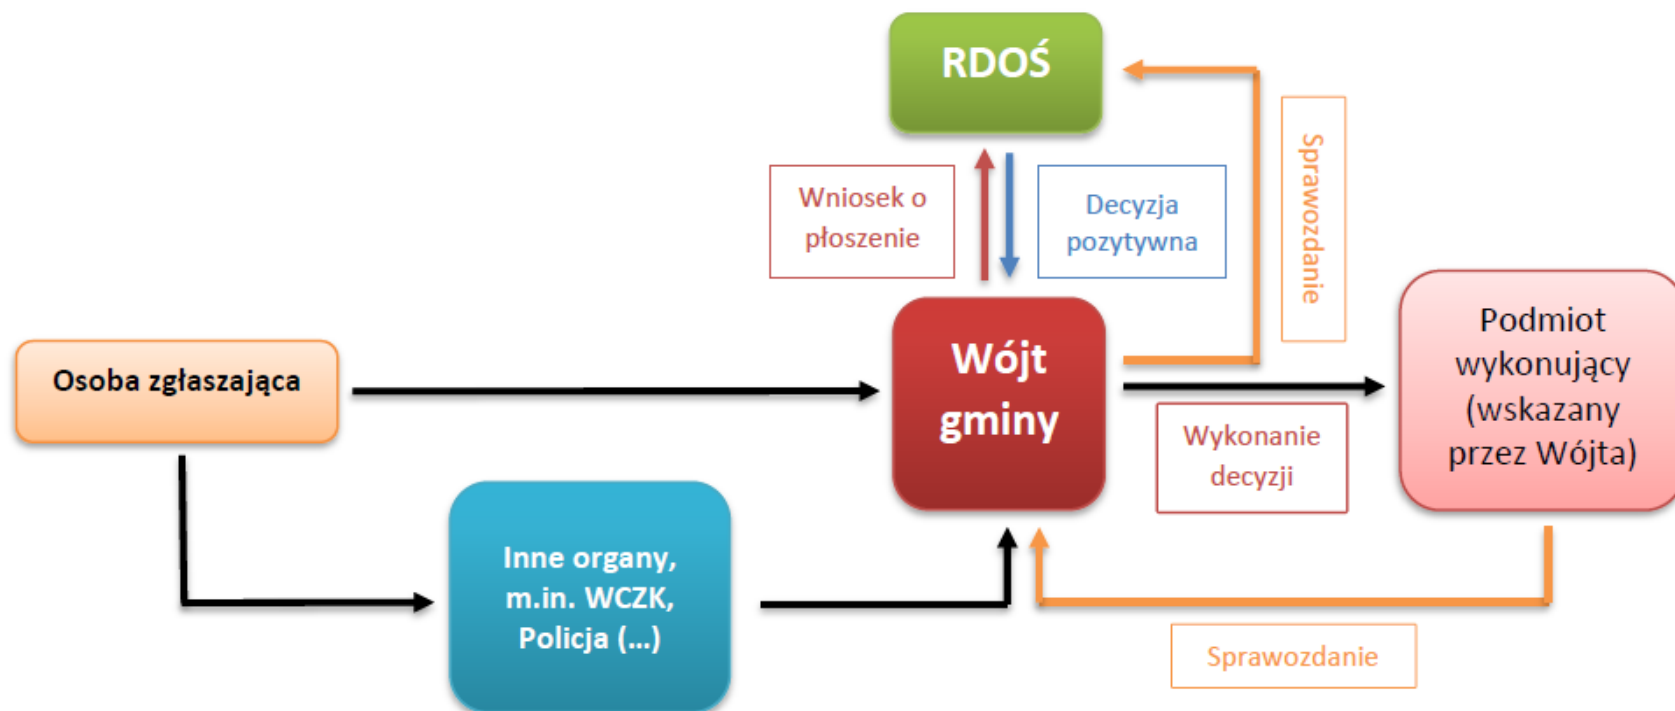 RDOŚ
Wniosek o
płoszenie
Decyzja
pozytywna
Sprawozdanie
Osoba zgłaszająca
Wójt
gminy
Podmiot
wykonujący
(wskazany
przez Wójta)
Wykonanie
decyzji
Inne organy,
m.in. WCZK,
Policja (...)
Sprawozdanie